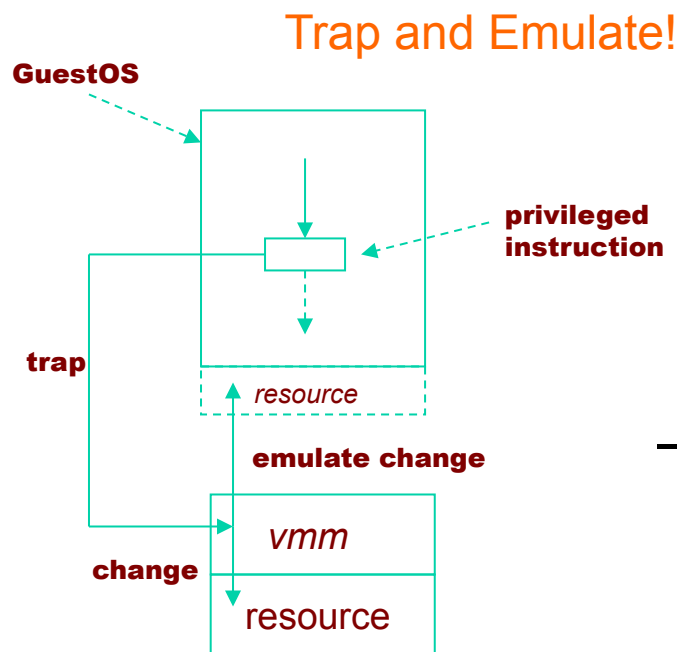 Trap and Emulate!
GuestOS
privileged
instruction
trap
resource
emulate change
vmm
change
resource